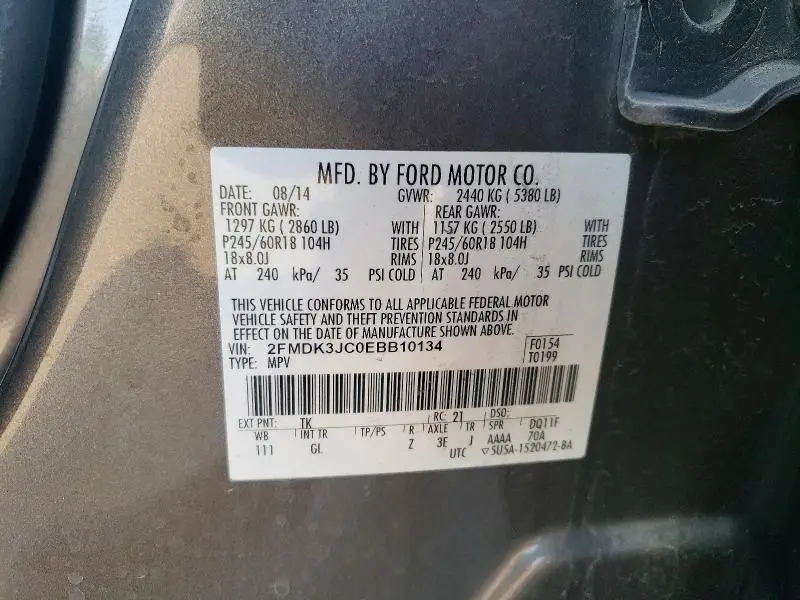 MFD. BY FORD MOTOR CO.
DATE: 08/14 GVWR: 2440 KG ( 5380 LB)
FRONT GAWR: REAR GAWR:
1297 KG ( 2860 LB) 1157 KG ( 2550 LB) WITH
P245/60R18 104H P245/60R18 104H TIRES
18x8.0J 18x8.0J RIMS
AT 240 kPa/ 35 PSI COLD AT 240 kPa/ 35 PSI COLD
THIS VEHICLE CONFORMS TO ALL APPLICABLE FEDERAL MOTOR
VEHICLE SAFETY AND THEFT PREVENTION STANDARDS IN
EFFECT ON THE DATE OF MANUFACTURE SHOWN ABOVE.
VIN: 2FMDK3JC0EBB10134 F0154
TYPE: MPV T0199
EXT PNT: TK RC: 21 DSO:
WB INT TR TP/PS R AXLE TR SPR DQ11F
111 GL Z 3E J AAAA 70A
UTC ▽5U5A-1520472-BA